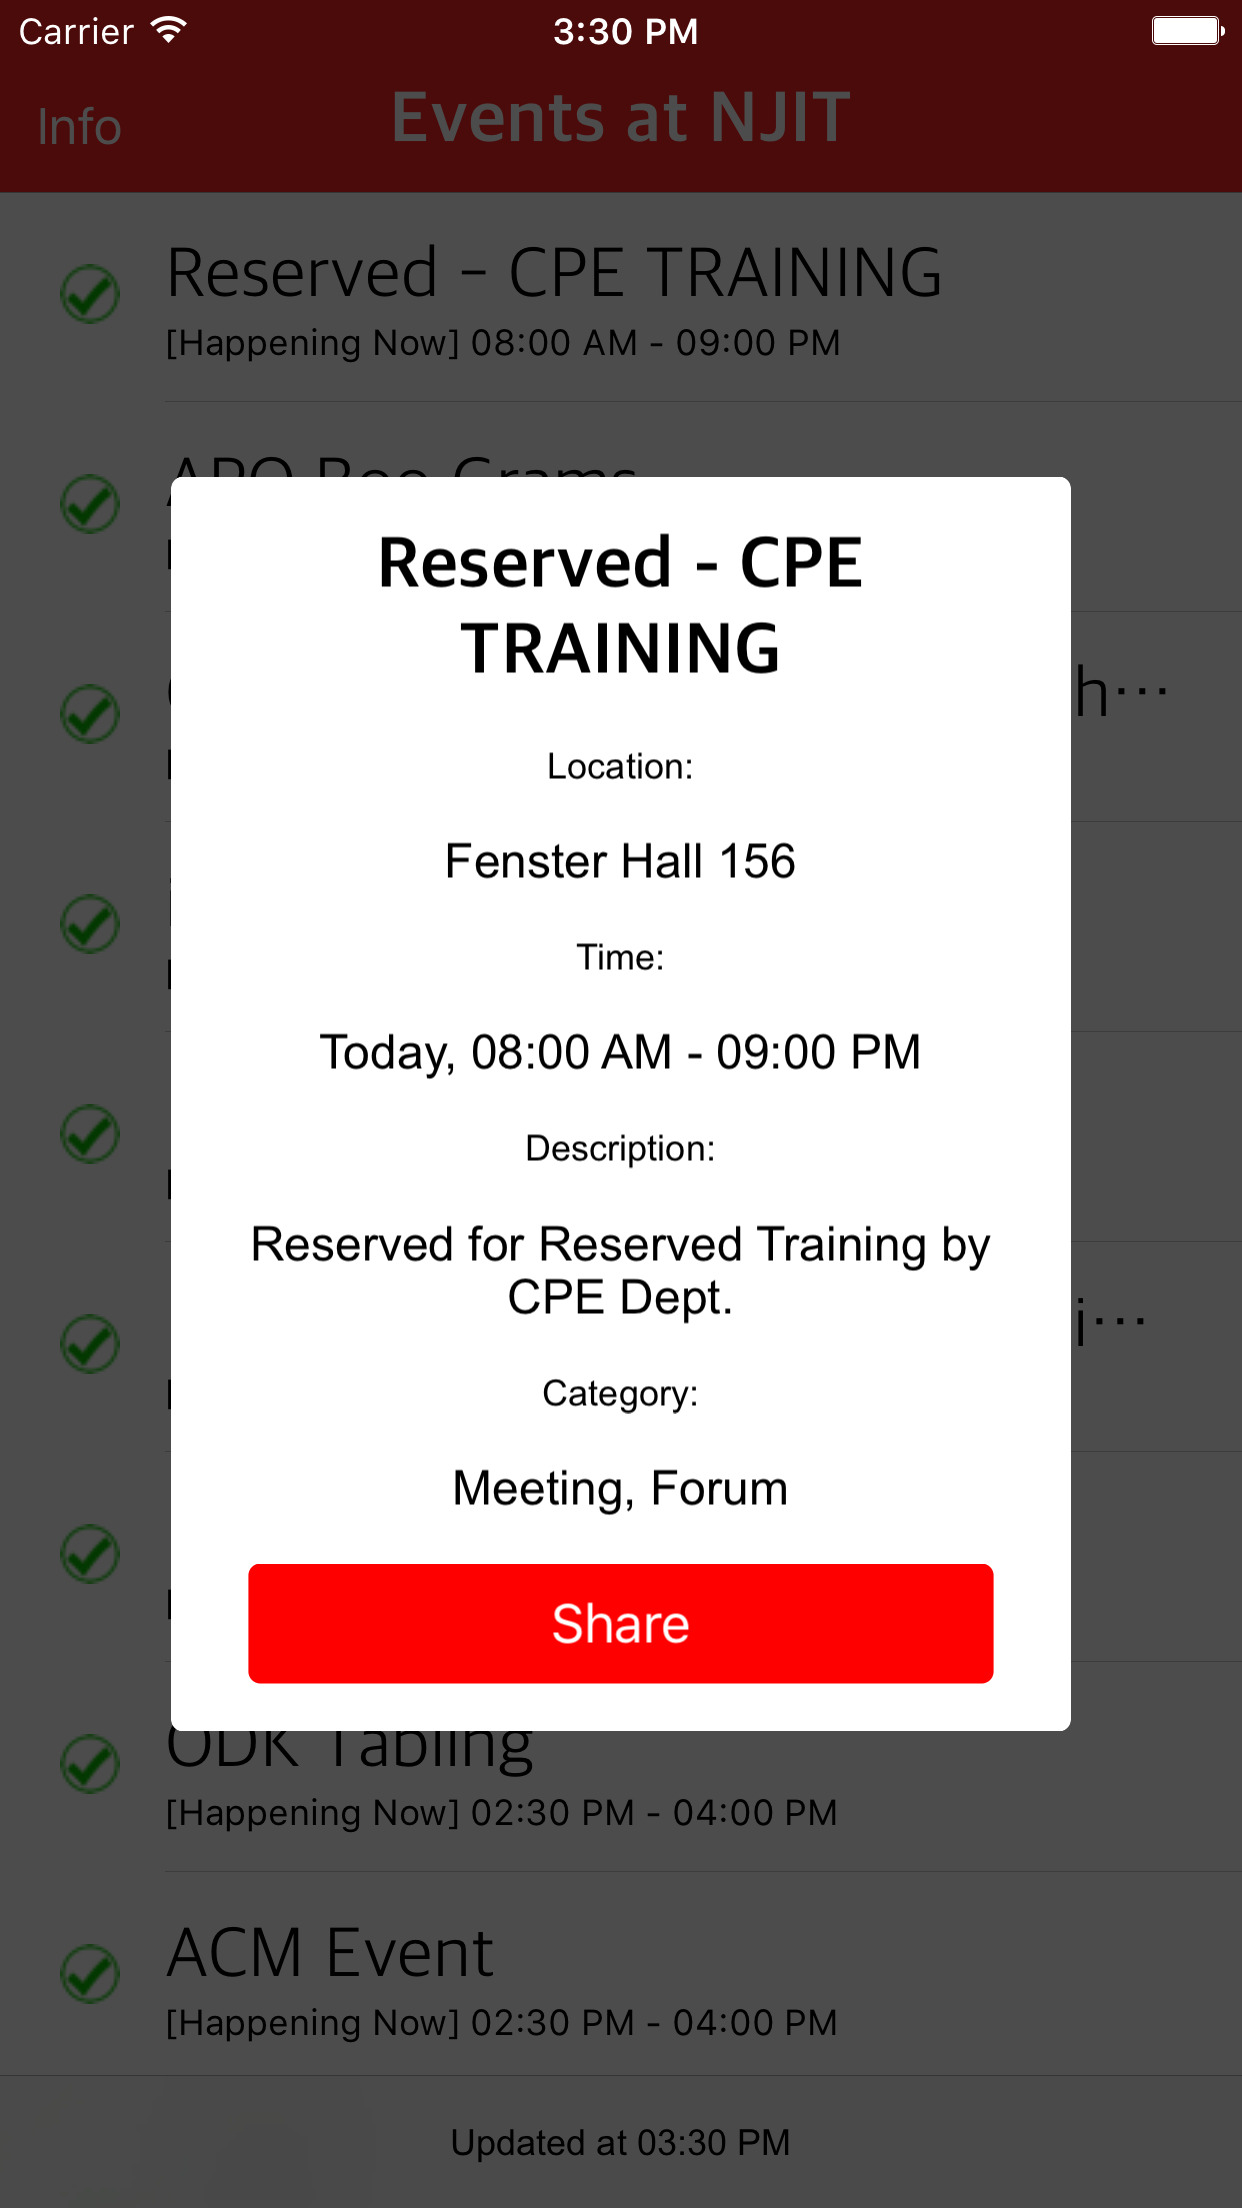 Carrier
3:30 PM
Info
Events at NJIT
Reserved - CPE TRAINING
[Happening Now] 08:00 AM - 09:00 PM
Reserved - CPE
TRAINING
Location:
Fenster Hall 156
Time:
Today, 08:00 AM - 09:00 PM
Description:
Reserved for Reserved Training by
CPE Dept.
Category:
Meeting, Forum
Share
ODK Tabling
[Happening Now] 02:30 PM - 04:00 PM
ACM Event
[Happening Now] 02:30 PM - 04:00 PM
Updated at 03:30 PM